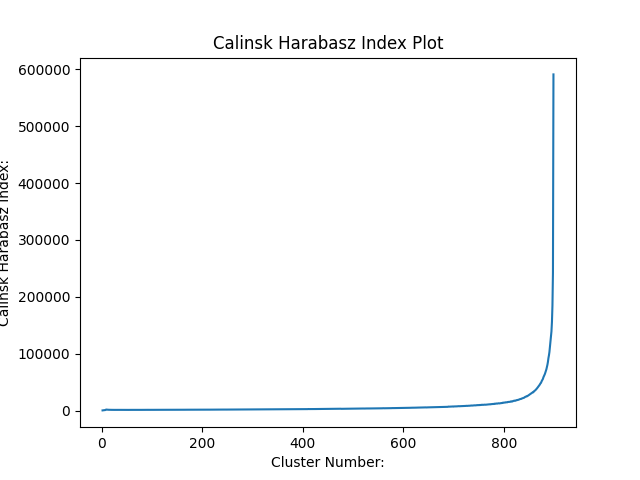 Calinsk Harabasz Index Plot
600000
500000
400000
300000
200000
100000
0
Calinsk Harabasz Index:
0 200 400 600 800
Cluster Number: